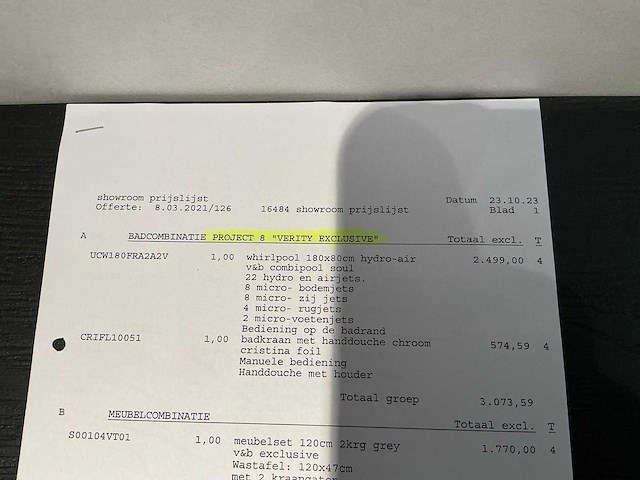 showroom prijslijst Datum 23.10.23
Offerte: 8.03.2021/126 16484 showroom prijslijst Blad 1
A BADCOMBINATIE PROJECT 8 "VERITY EXCLUSIVE" Totaal excl. T
UCW180FRA2A2V 1,00 whirlpool 180x80cm hydro-air 2.499,00 4
v&b combipool soul
22 hydro en airjets.
8 micro- bodemjets
8 micro- zij jets
4 micro- rugjets
2 micro-voetenjets
Bediening op de badrand
CRIFL10051 1,00 badkraan met handdouche chroom 574,59 4
cristina foil
Manuele bediening
Handdouche met houder
Totaal groep 3.073,59
B MEUBELCOMBINATIE Totaal excl. T
S00104VT01 1,00 meubelset 120cm 2krg grey 1.770,00 4
v&b exclusive
Wastafel: 120x47cm
met 2 kraangaten